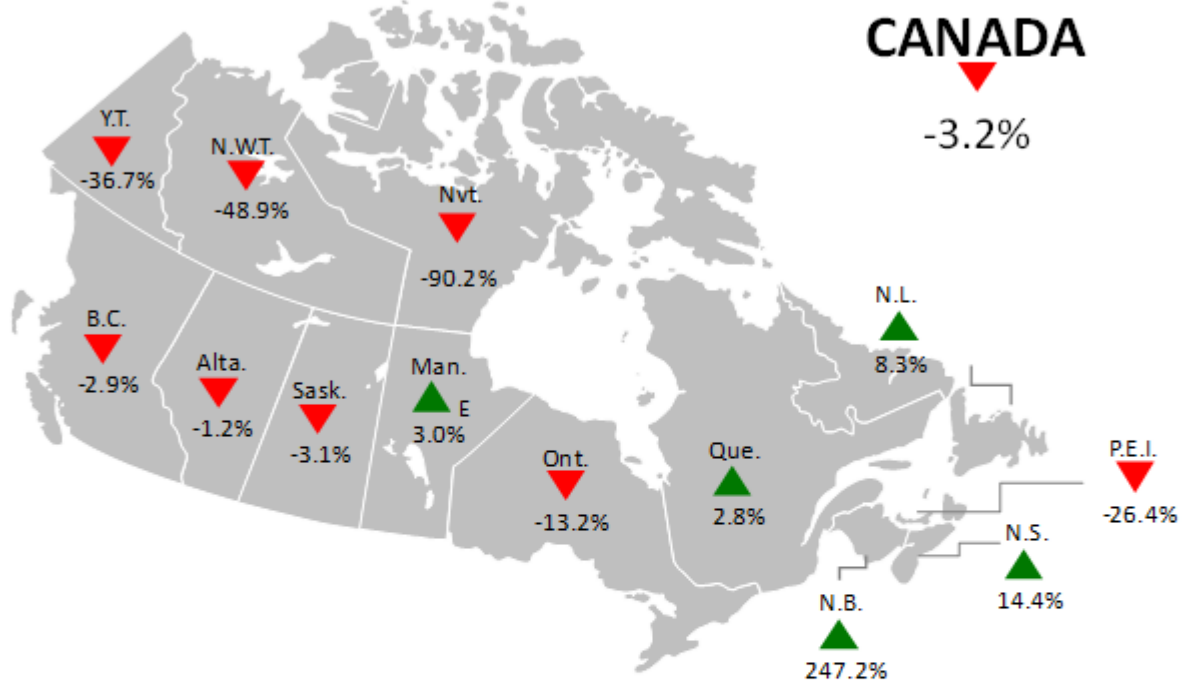 CANADA
-3.2%
Y.T.
-36.7%
N.W.T.
-48.9%
Nvt.
-90.2%
B.C.
-2.9%
Alta.
-1.2%
Sask.
-3.1%
Man.
E
3.0%
Ont.
-13.2%
Que.
2.8%
N.L.
8.3%
P.E.I.
-26.4%
N.S.
14.4%
N.B.
247.2%